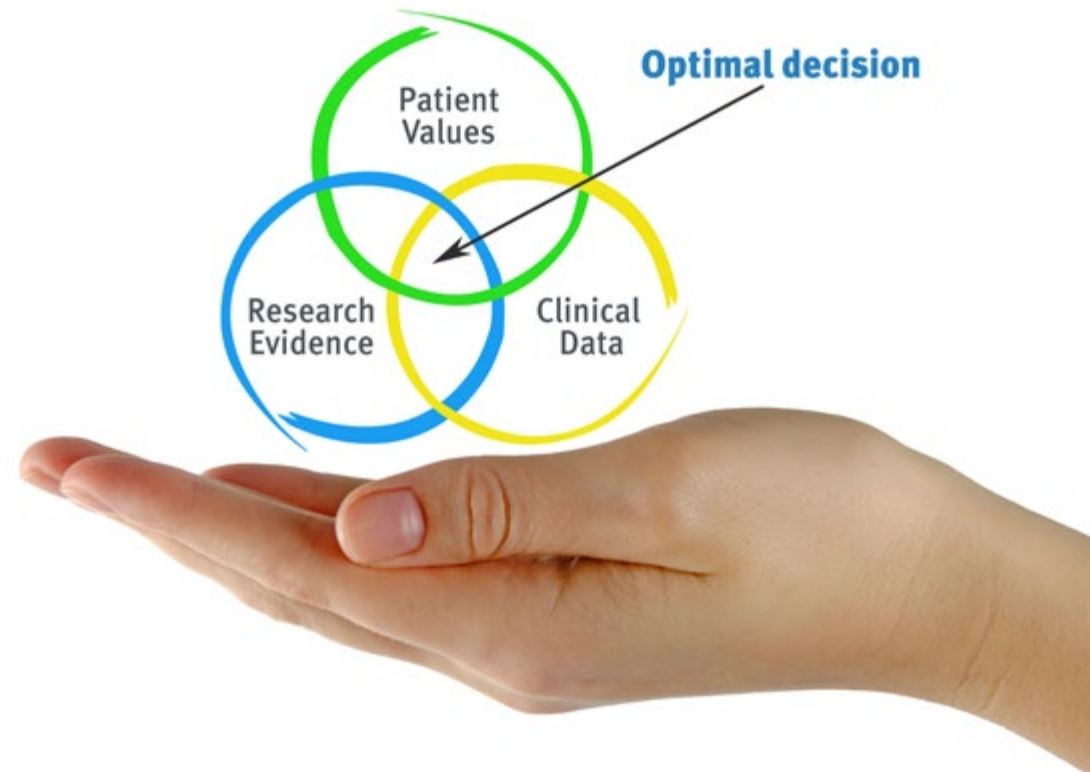 Optimal decision
Patient
Values
Research
Evidence
Clinical
Data